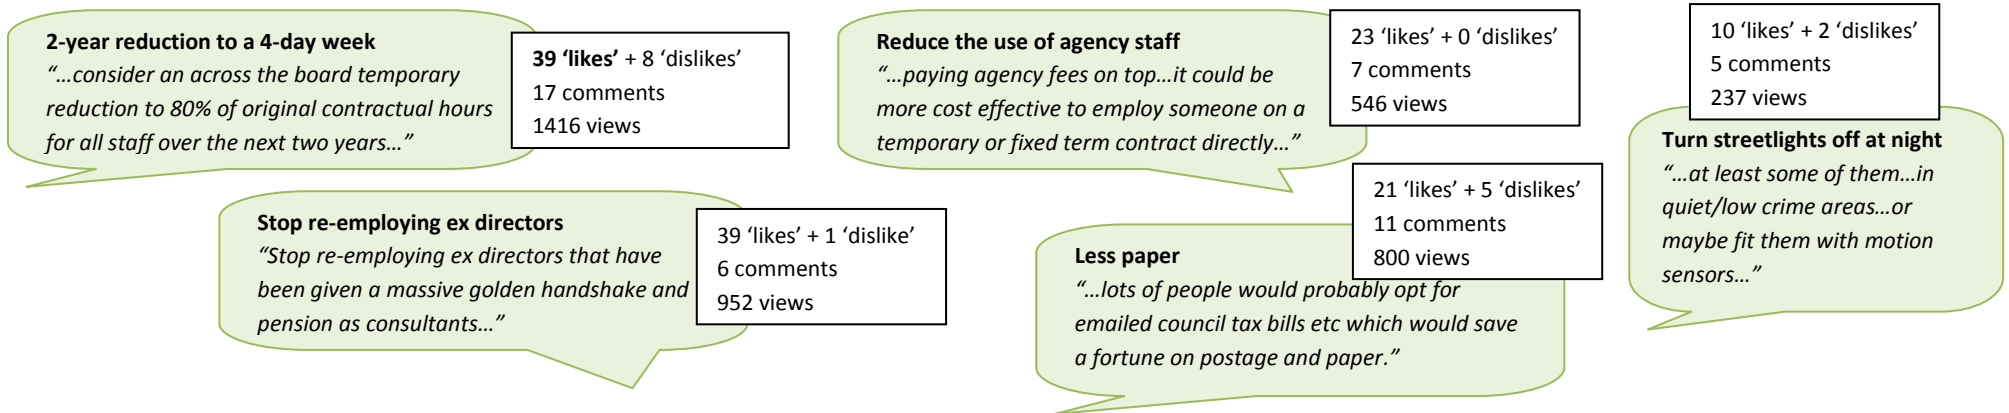 2-year reduction to a 4-day week
“…consider an across the board temporary
reduction to 80% of original contractual hours
for all staff over the next two years…”
39 ‘likes’ + 8 ‘dislikes’
17 comments
1416 views
Stop re-employing ex directors
“Stop re-employing ex directors that have
been given a massive golden handshake and
pension as consultants…”
39 ‘likes’ + 1 ‘dislike’
6 comments
952 views
Reduce the use of agency staff
“…paying agency fees on top…it could be
more cost effective to employ someone on a
temporary or fixed term contract directly…”
23 ‘likes’ + 0 ‘dislikes’
7 comments
546 views
Less paper
“…lots of people would probably opt for
emailed council tax bills etc which would save
a fortune on postage and paper.”
21 ‘likes’ + 5 ‘dislikes’
11 comments
800 views
10 ‘likes’ + 2 ‘dislikes’
5 comments
237 views
Turn streetlights off at night
“…at least some of them…in
quiet/low crime areas…or
maybe fit them with motion
sensors…”